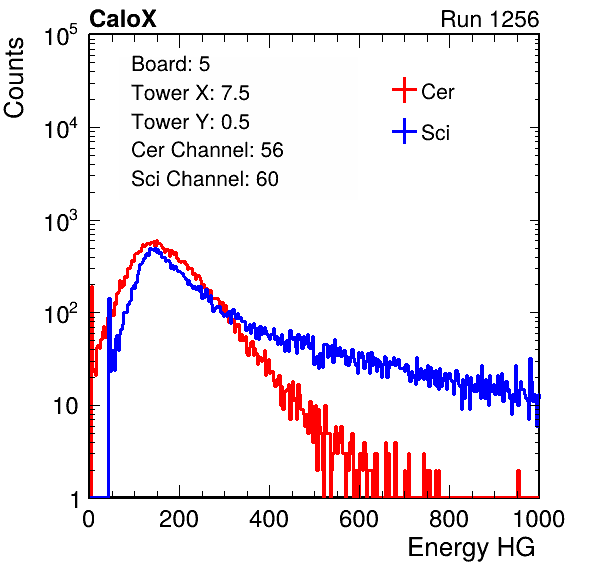 CaloX Run 1256
Counts
10^5
10^4
10^3
10^2
10
1
Board: 5
Tower X: 7.5
Tower Y: 0.5
Cer Channel: 56
Sci Channel: 60
Cer
Sci
0 200 400 600 800 1000
Energy HG